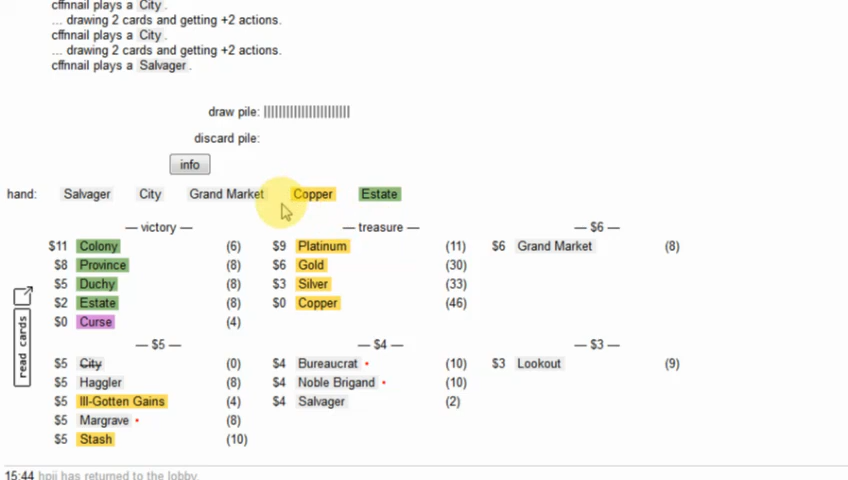 cffnnail plays a City.
... drawing 2 cards and getting +2 actions.
cffnnail plays a City.
... drawing 2 cards and getting +2 actions.
cffnnail plays a Salvager.
draw pile: ||||||||||||||||||||||||
discard pile:
info
hand: Salvager City Grand Market Copper Estate
— victory — — treasure — — $6 —
$11 Colony (6) $9 Platinum (11) $6 Grand Market (8)
$8 Province (8) $6 Gold (30)
$5 Duchy (8) $3 Silver (33)
$2 Estate (8) $0 Copper (46)
$0 Curse (4)
read cards
— $5 — — $4 — — $3 —
$5 City (0) $4 Bureaucrat • (10) $3 Lookout (9)
$5 Haggler (8) $4 Noble Brigand • (10)
$5 Ill-Gotten Gains (4) $4 Salvager (2)
$5 Margrave • (8)
$5 Stash (10)
15:44 hpii has returned to the lobby.